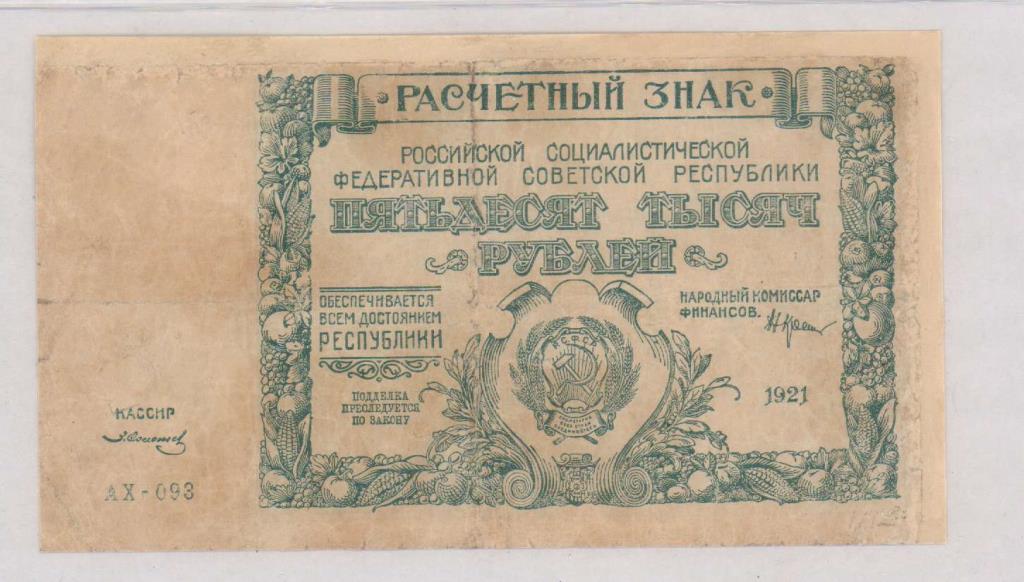 РАСЧЕТНЫЙ ЗНАК
РОССИЙСКОЙ СОЦИАЛИСТИЧЕСКОЙ
ФЕДЕРАТИВНОЙ СОВЕТСКОЙ РЕСПУБЛИКИ
ПЯТЬДЕСЯТ ТЫСЯЧ
РУБЛЕЙ
ОБЕСПЕЧИВАЕТСЯ
ВСЕМ ДОСТОЯНИЕМ
РЕСПУБЛИКИ
НАРОДНЫЙ КОМИССАР
ФИНАНСОВ.
РСФСР
ПОДДЕЛКА
ПРЕСЛЕДУЕТСЯ
ПО ЗАКОНУ
1921
КАССИР
АХ-093